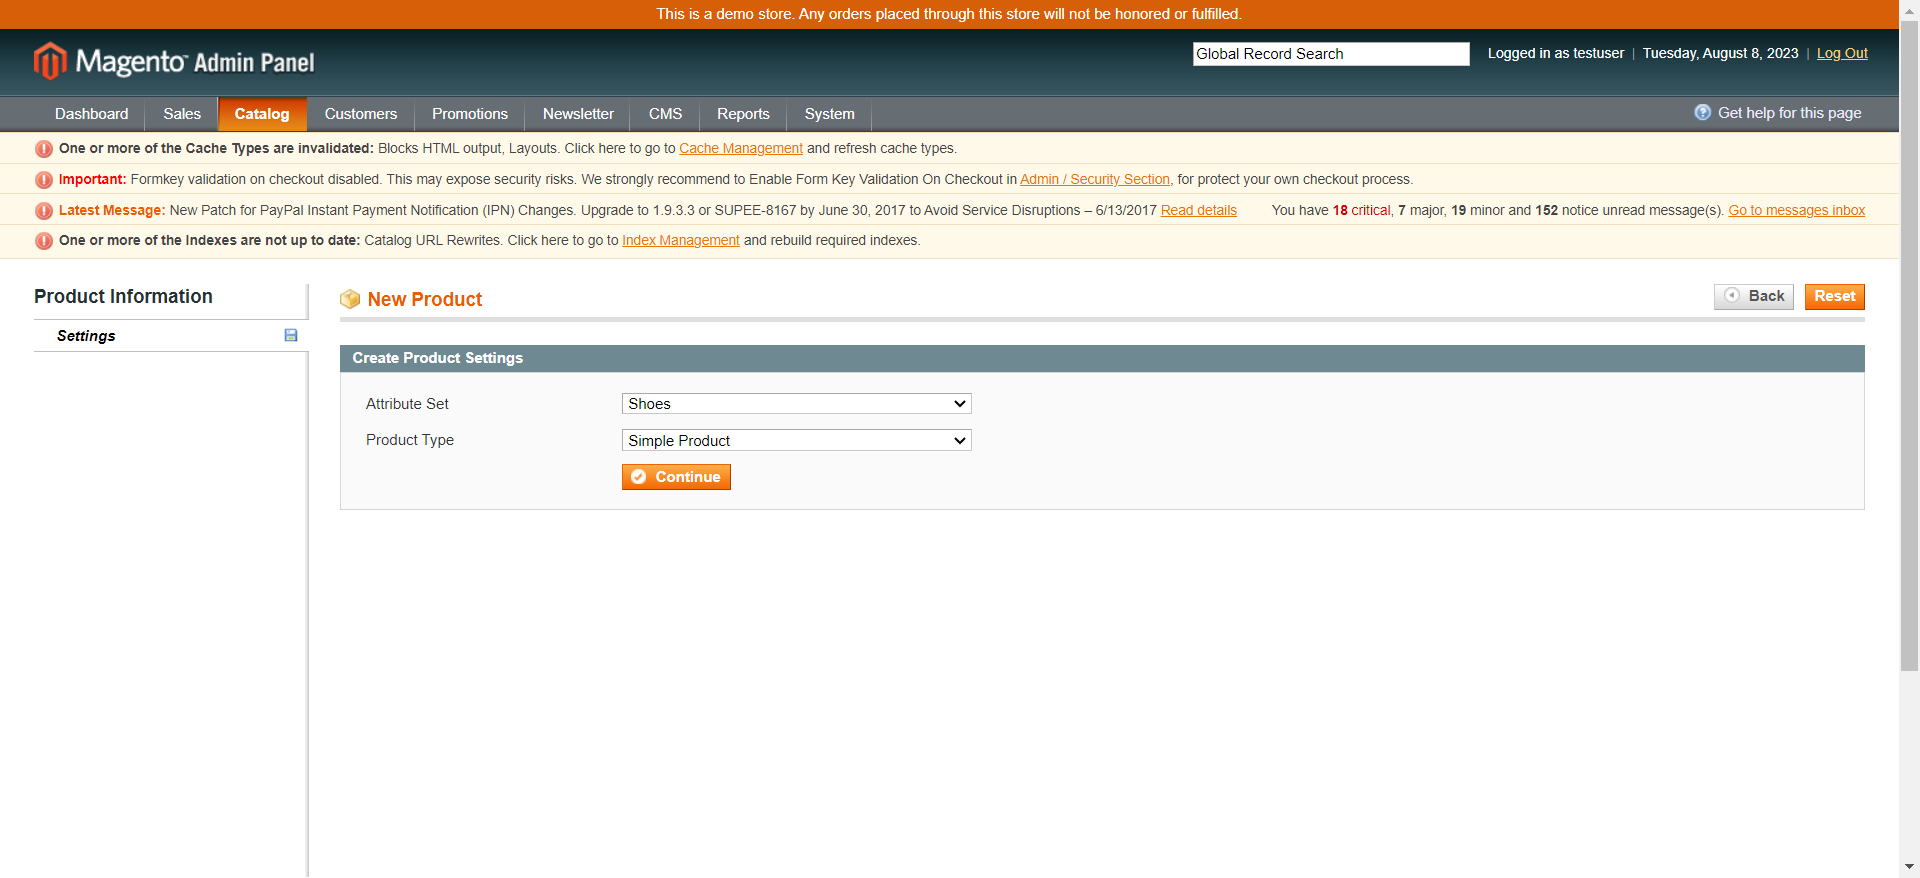 This is a demo store. Any orders placed through this store will not be honored or fulfilled.
Magento Admin Panel
Global Record Search
Logged in as testuser | Tuesday, August 8, 2023 | Log Out
Dashboard Sales Catalog Customers Promotions Newsletter CMS Reports System
Get help for this page
One or more of the Cache Types are invalidated: Blocks HTML output, Layouts. Click here to go to Cache Management and refresh cache types.
Important: Formkey validation on checkout disabled. This may expose security risks. We strongly recommend to Enable Form Key Validation On Checkout in Admin / Security Section, for protect your own checkout process.
Latest Message: New Patch for PayPal Instant Payment Notification (IPN) Changes. Upgrade to 1.9.3.3 or SUPEE-8167 by June 30, 2017 to Avoid Service Disruptions – 6/13/2017 Read details
You have 18 critical, 7 major, 19 minor and 152 notice unread message(s). Go to messages inbox
One or more of the Indexes are not up to date: Catalog URL Rewrites. Click here to go to Index Management and rebuild required indexes.
Product Information
Settings
New Product
Back
Reset
Create Product Settings
Attribute Set
Shoes
Product Type
Simple Product
Continue